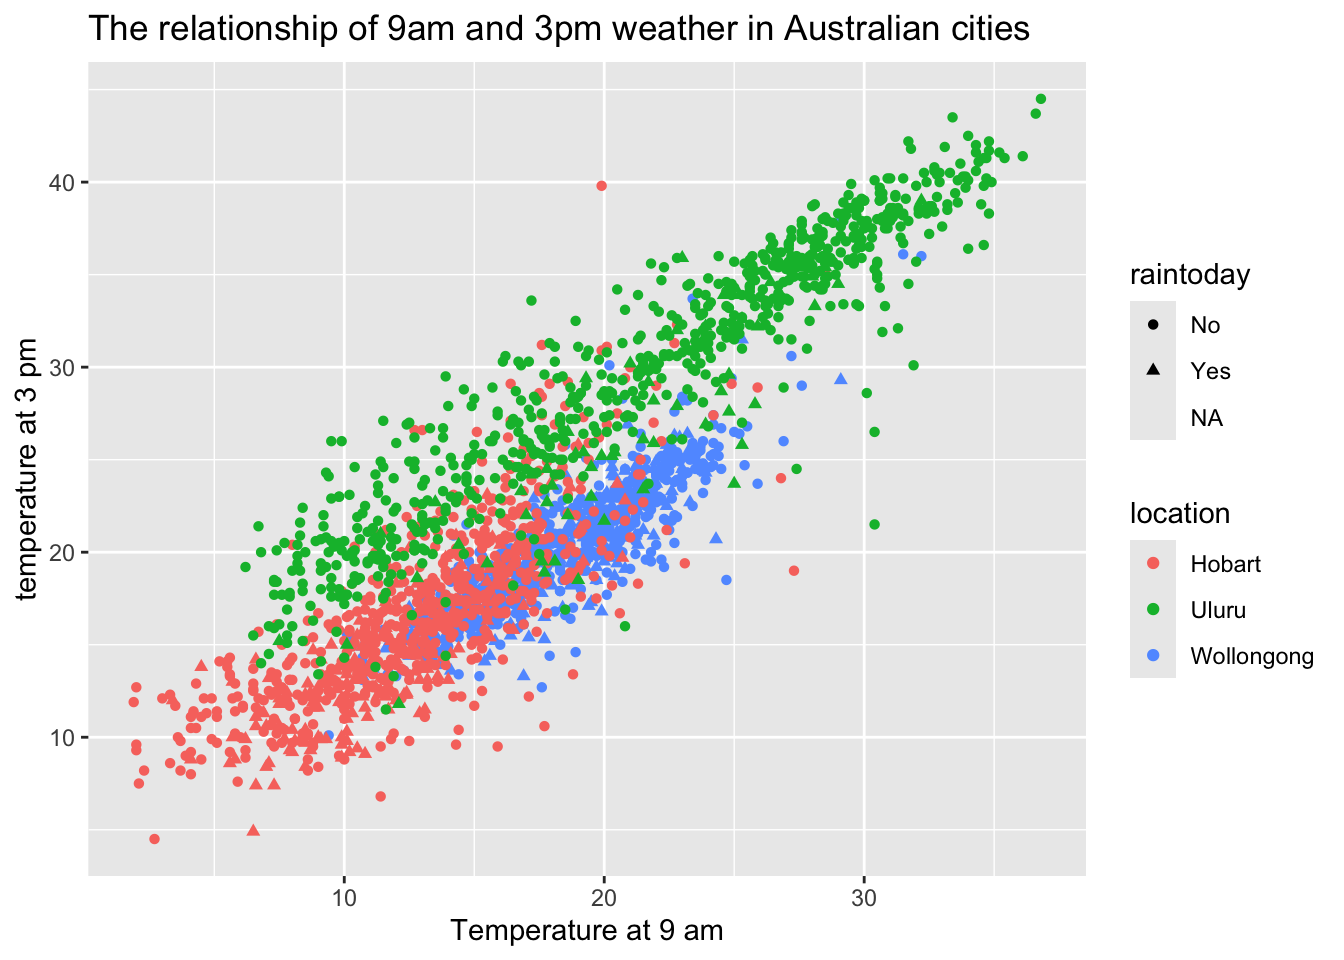 The relationship of 9am and 3pm weather in Australian cities
temperature at 3 pm
40
30
20
10
10
20
30
Temperature at 9 am
raintoday
No
Yes
NA
location
Hobart
Uluru
Wollongong